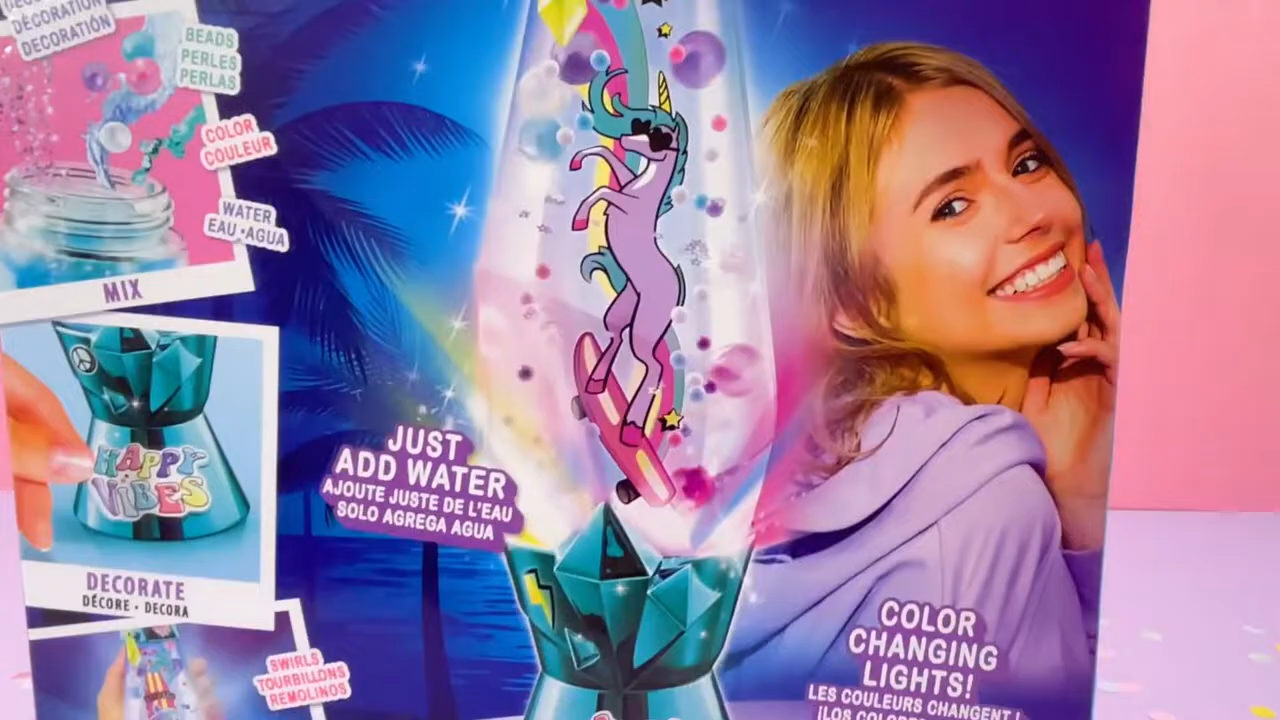 DÉCORATION
DECORACIÓN
BEADS
PERLES
PERLAS
COLOR
COULEUR
WATER
EAU • AGUA
MIX
HAPPY
VIBES
DECORATE
DÉCORE • DECORA
SWIRLS
TOURBILLONS
REMOLINOS
JUST
ADD WATER
AJOUTE JUSTE DE L'EAU
SOLO AGREGA AGUA
COLOR
CHANGING
LIGHTS!
LES COULEURS CHANGENT !